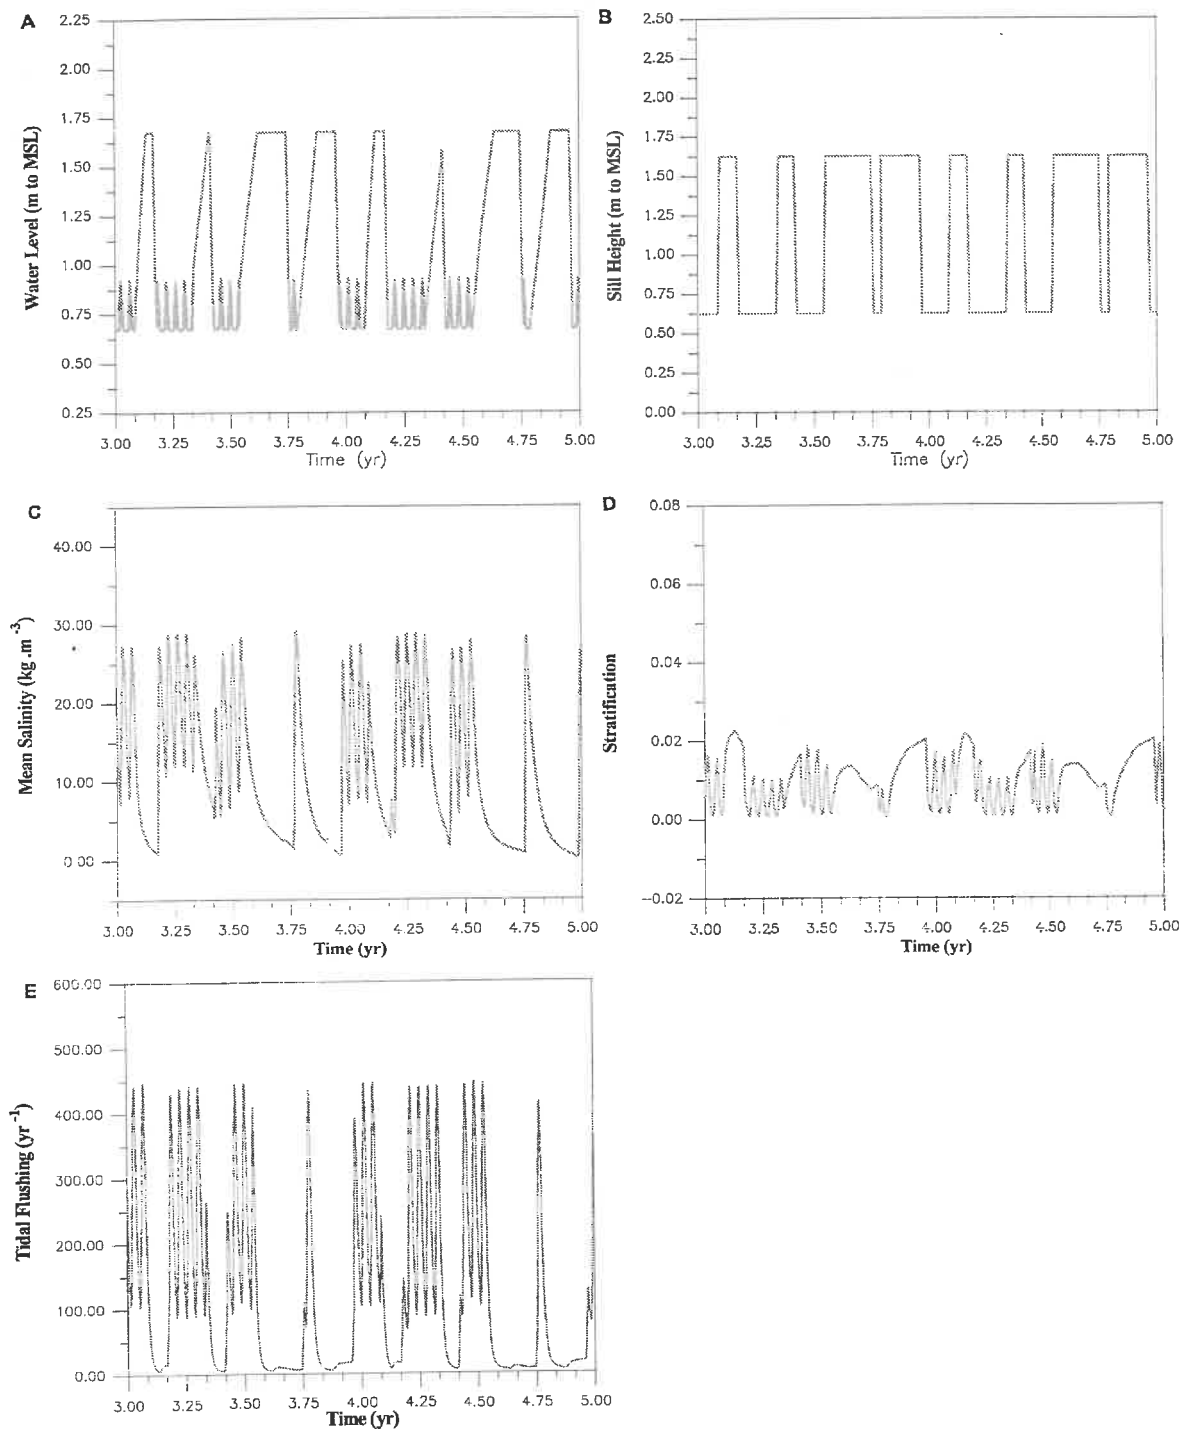 A
2.25
2.00
1.75
1.50
1.25
1.00
0.75
0.50
0.25
Water Level (m to MSL)
3.00 3.25 3.50 3.75 4.00 4.25 4.50 4.75 5.00
Time (yr)
B
2.50
2.25
2.00
1.75
1.50
1.25
1.00
0.75
0.50
0.25
0.00
Sill Height (m to MSL)
3.00 3.25 3.50 3.75 4.00 4.25 4.50 4.75 5.00
Time (yr)
C
40.00
30.00
20.00
10.00
0.00
Mean Salinity (kg .m -3)
3.00 3.25 3.50 3.75 4.00 4.25 4.50 4.75 5.00
Time (yr)
D
0.08
0.06
0.04
0.02
0.00
-0.02
Stratification
3.00 3.25 3.50 3.75 4.00 4.25 4.50 4.75 5.00
Time (yr)
E
600.00
500.00
400.00
300.00
200.00
100.00
0.00
Tidal Flushing (yr -1)
3.00 3.25 3.50 3.75 4.00 4.25 4.50 4.75 5.00
Time (yr)